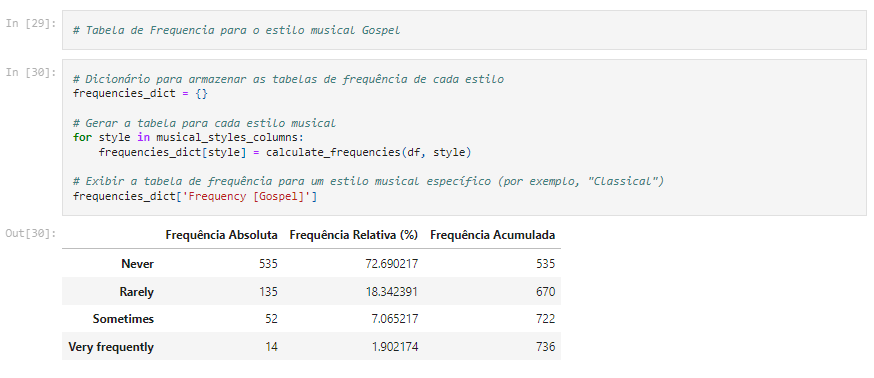 In [29]:
# Tabela de Frequencia para o estilo musical Gospel
In [30]:
# Dicionário para armazenar as tabelas de frequência de cada estilo
frequencies_dict = {}
# Gerar a tabela para cada estilo musical
for style in musical_styles_columns:
    frequencies_dict[style] = calculate_frequencies(df, style)
# Exibir a tabela de frequência para um estilo musical específico (por exemplo, "Classical")
frequencies_dict['Frequency [Gospel]']
Out[30]:
Frequência Absoluta Frequência Relativa (%) Frequência Acumulada
Never 535 72.690217 535
Rarely 135 18.342391 670
Sometimes 52 7.065217 722
Very frequently 14 1.902174 736